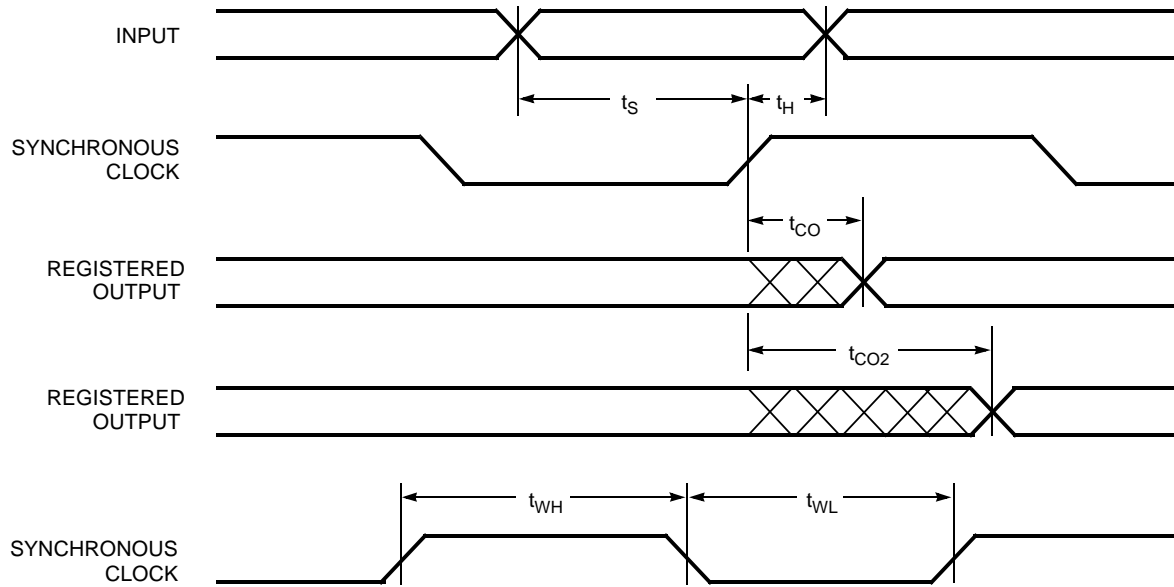 INPUT
tS
tH
SYNCHRONOUS
CLOCK
tCO
REGISTERED
OUTPUT
tCO2
REGISTERED
OUTPUT
tWH
tWL
SYNCHRONOUS
CLOCK